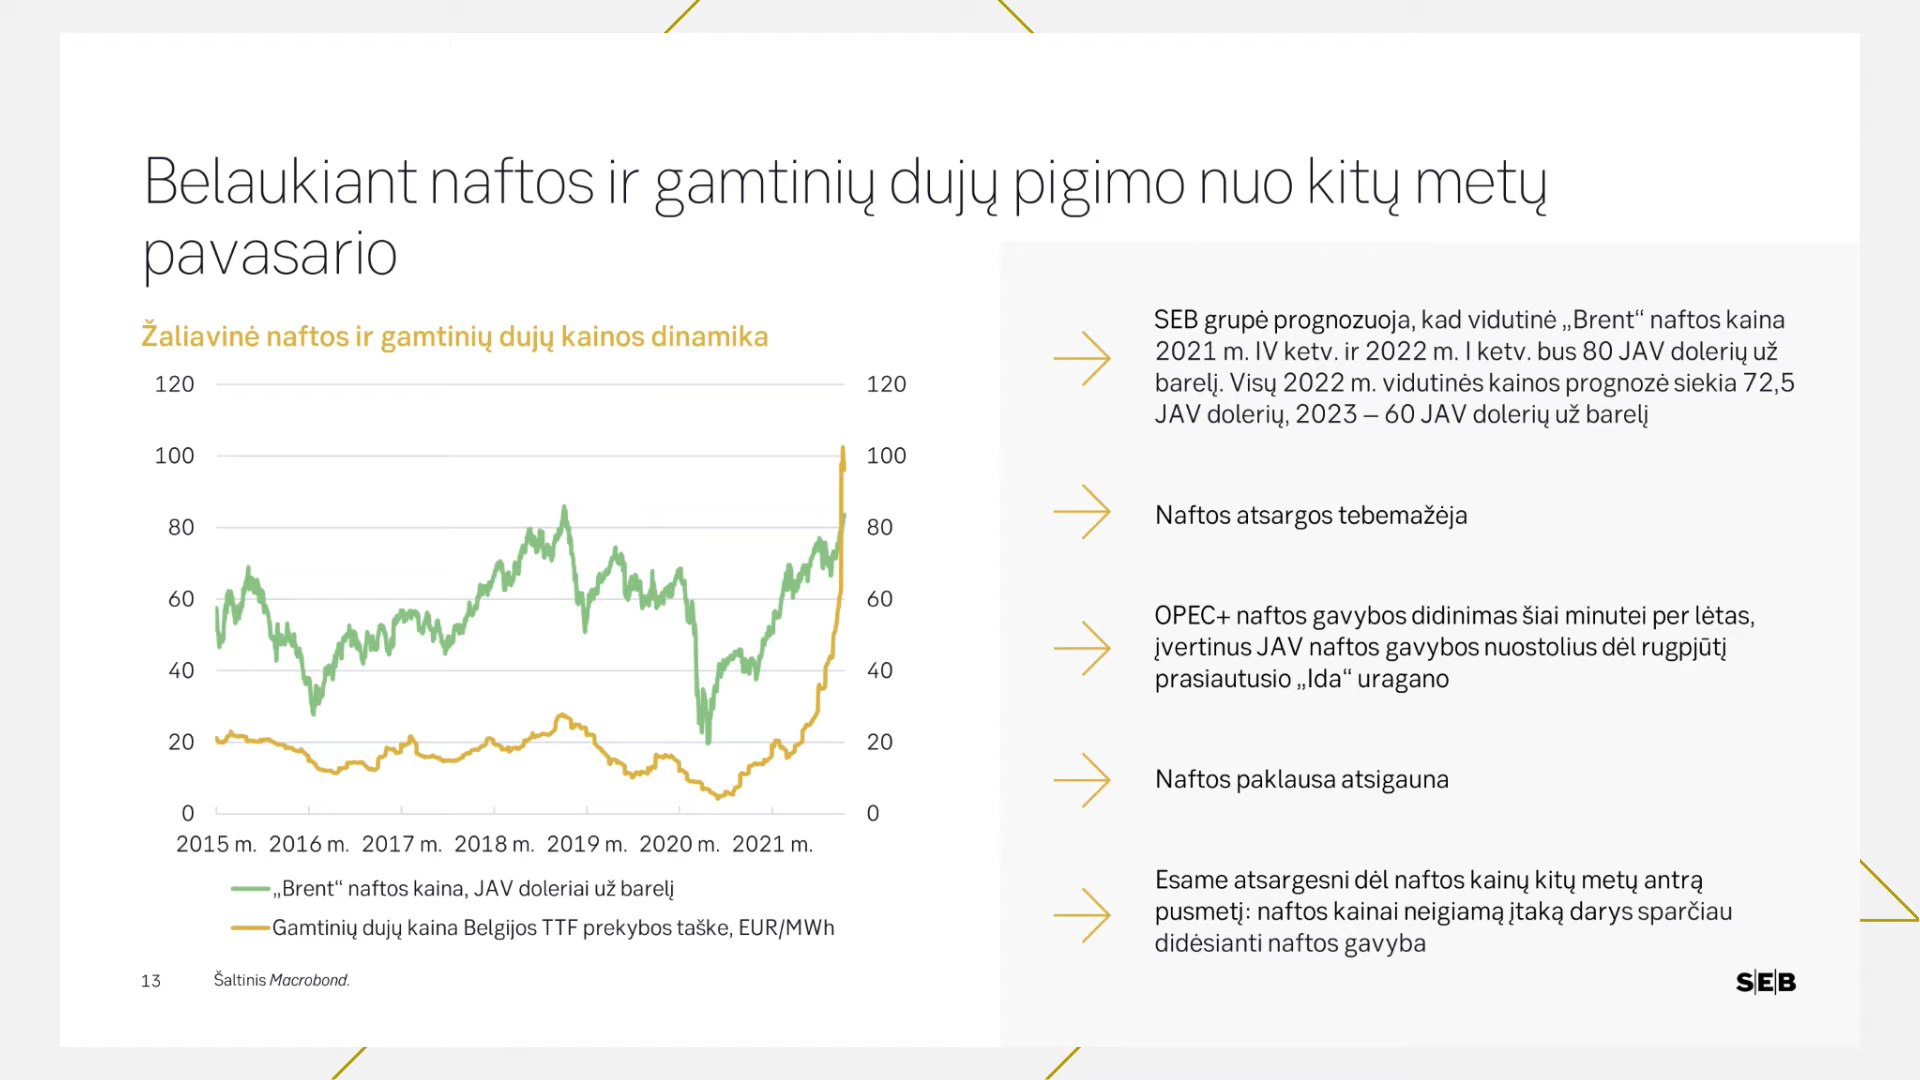 Belaukiant naftos ir gamtinių dujų pigimo nuo kitų metų
pavasario
Žaliavinė naftos ir gamtinių dujų kainos dinamika
120
100
80
60
40
20
0
120
100
80
60
40
20
0
2015 m. 2016 m. 2017 m. 2018 m. 2019 m. 2020 m. 2021 m.
„Brent“ naftos kaina, JAV doleriai už barelį
Gamtinių dujų kaina Belgijos TTF prekybos taške, EUR/MWh
13
Šaltinis Macrobond.
SEB grupė prognozuoja, kad vidutinė „Brent“ naftos kaina
2021 m. IV ketv. ir 2022 m. I ketv. bus 80 JAV dolerių už
barelį. Visų 2022 m. vidutinės kainos prognozė siekia 72,5
JAV dolerių, 2023 – 60 JAV dolerių už barelį
Naftos atsargos tebemažėja
OPEC+ naftos gavybos didinimas šiai minutei per lėtas,
įvertinus JAV naftos gavybos nuostolius dėl rugpjūtį
prasiautusio „Ida“ uragano
Naftos paklausa atsigauna
Esame atsargesni dėl naftos kainų kitų metų antrą
pusmetį: naftos kainai neigiamą įtaką darys sparčiau
didėsianti naftos gavyba
SEB